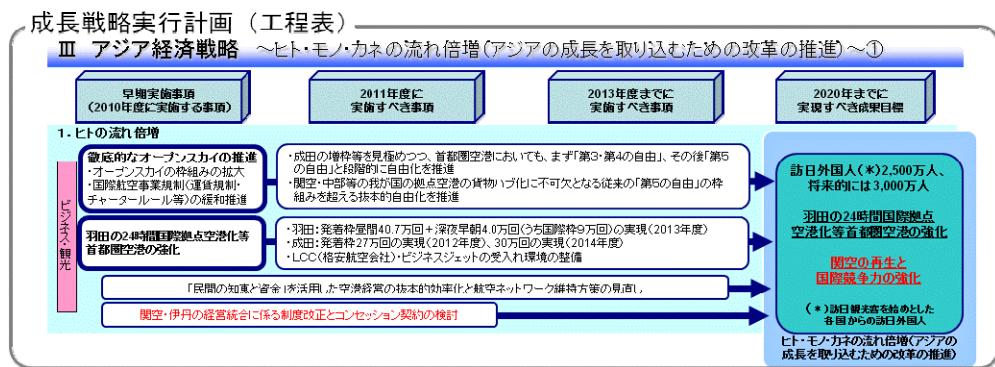 成長戦略実行計画（工程表）
Ⅲ アジア経済戦略 ～ヒト・モノ・カネの流れ倍増（アジアの成長を取り込むための改革の推進）～①
早期実施事項
（2010年度に実施する事項）
2011年度に
実施すべき事項
2013年度までに
実施すべき事項
2020年までに
実現すべき成果目標
1．ヒトの流れ倍増
ビジネス・観光
徹底的なオープンスカイの推進
・オープンスカイの枠組みの拡大
・国際航空事業規制（運賃規制・
チャータールール等）の緩和推進
・成田の増枠等を見極めつつ、首都圏空港においても、まず「第3・第4の自由」、その後「第5
の自由」と段階的に自由化を推進
・関空・中部等の我が国の拠点空港の貨物ハブ化に不可欠となる従来の「第5の自由」の枠
組みを超える抜本的自由化を推進
羽田の24時間国際拠点空港化等
首都圏空港の強化
・羽田：発着枠昼間40.7万回＋深夜早朝4.0万回（うち国際枠9万回）の実現（2013年度）
・成田：発着枠27万回の実現（2012年度）、30万回の実現（2014年度）
・LCC（格安航空会社）・ビジネスジェットの受入れ環境の整備
「民間の知恵と資金」を活用した空港経営の抜本的効率化と航空ネットワーク維持方策の見直し
関空・伊丹の経営統合に係る制度改正とコンセッション契約の検討
訪日外国人（＊）2,500万人、
将来的には3,000万人
羽田の24時間国際拠点
空港化等首都圏空港の強化
関空の再生と
国際競争力の強化
（＊）訪日観光客を始めとした
各国からの訪日外国人
ヒト・モノ・カネの流れ倍増（アジアの
成長を取り込むための改革の推進）